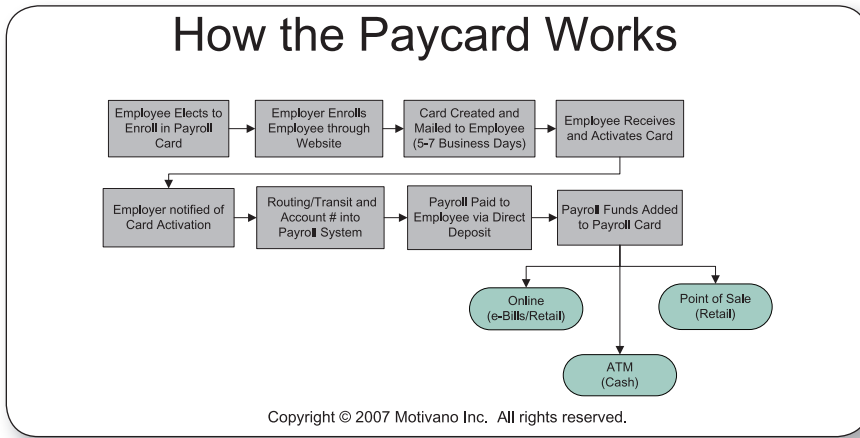 How the Paycard Works
Employee Elects to
Enroll in Payroll
Card
Employer Enrolls
Employee through
Website
Card Created and
Mailed to Employee
(5-7 Business Days)
Employee Receives
and Activates Card
Employer notified of
Card Activation
Routing/Transit and
Account # into
Payroll System
Payroll Paid to
Employee via Direct
Deposit
Payroll Funds Added
to Payroll Card
Online
(e-Bills/Retail)
Point of Sale
(Retail)
ATM
(Cash)
Copyright © 2007 Motivano Inc. All rights reserved.